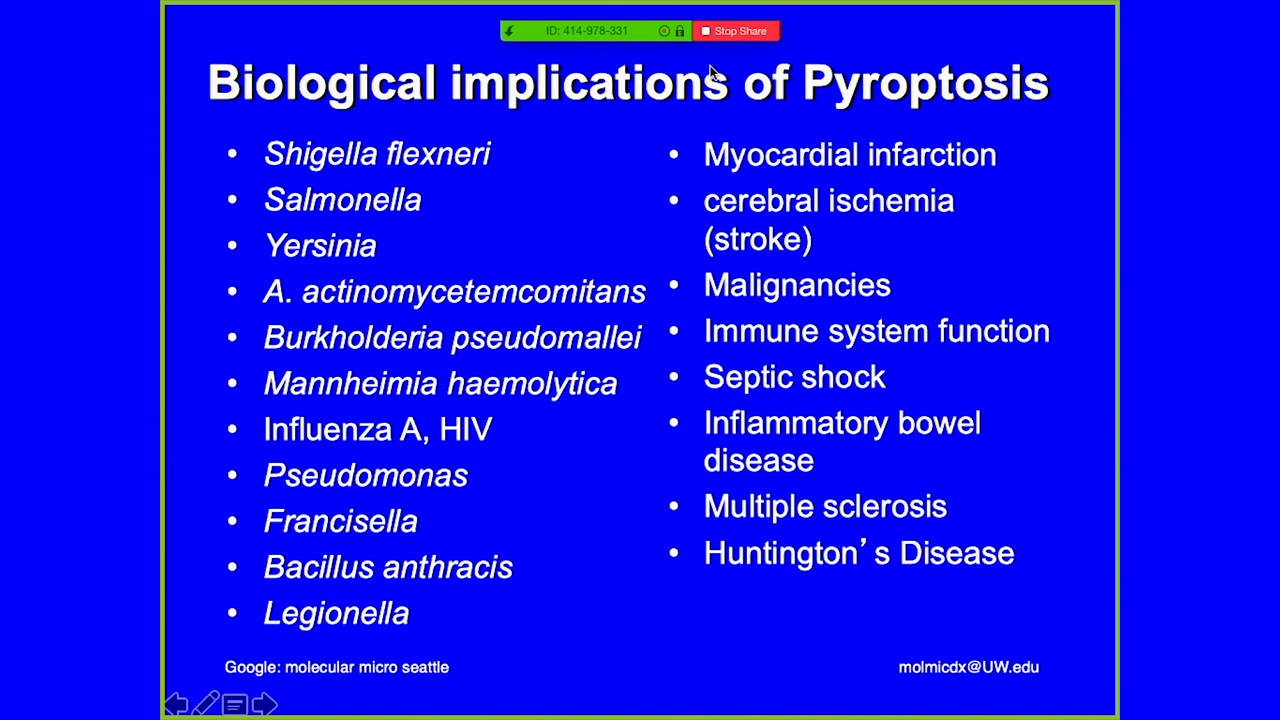 ID: 414-978-331
Stop Share
Biological implications of Pyroptosis
• Shigella flexneri
• Salmonella
• Yersinia
• A. actinomycetemcomitans
• Burkholderia pseudomallei
• Mannheimia haemolytica
• Influenza A, HIV
• Pseudomonas
• Francisella
• Bacillus anthracis
• Legionella
• Myocardial infarction
• cerebral ischemia
(stroke)
• Malignancies
• Immune system function
• Septic shock
• Inflammatory bowel
disease
• Multiple sclerosis
• Huntington’s Disease
Google: molecular micro seattle
molmicdx@UW.edu